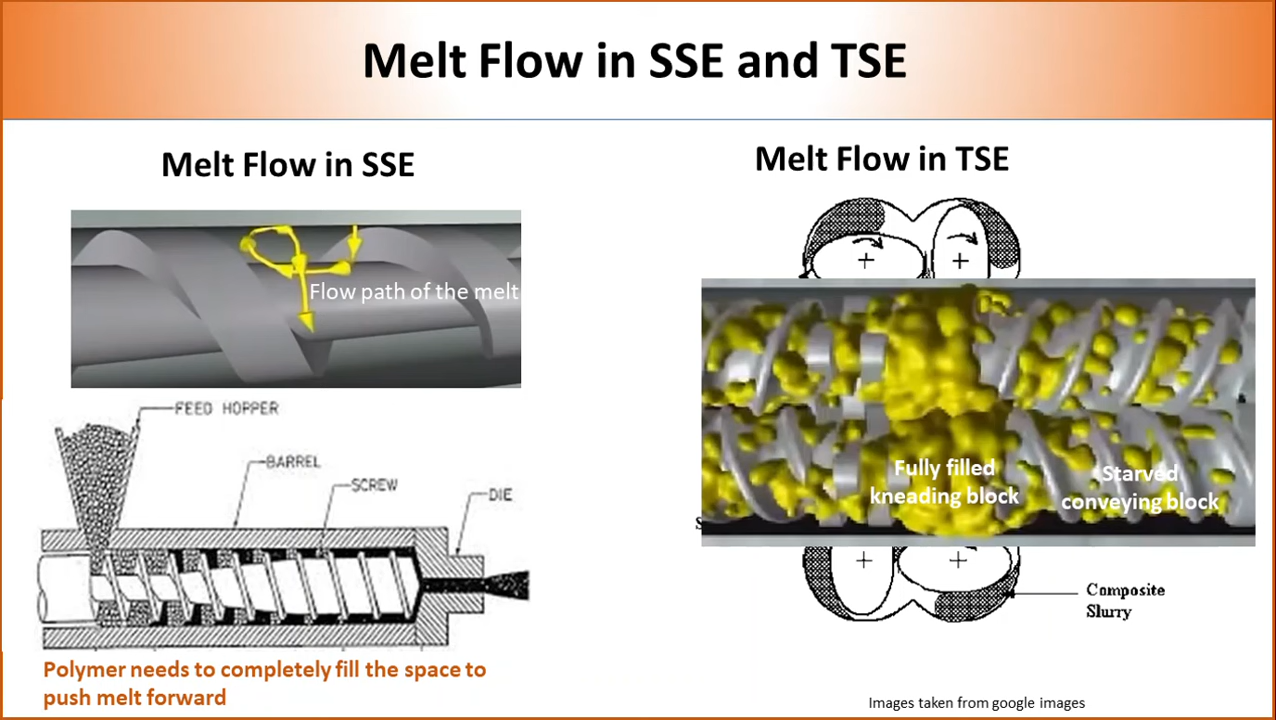 Melt Flow in SSE and TSE
Melt Flow in SSE
Flow path of the melt
FEED HOPPER
BARREL
SCREW
DIE
Polymer needs to completely fill the space to
push melt forward
Melt Flow in TSE
Fully filled
kneading block
Starved
conveying block
Composite
Slurry
Images taken from google images